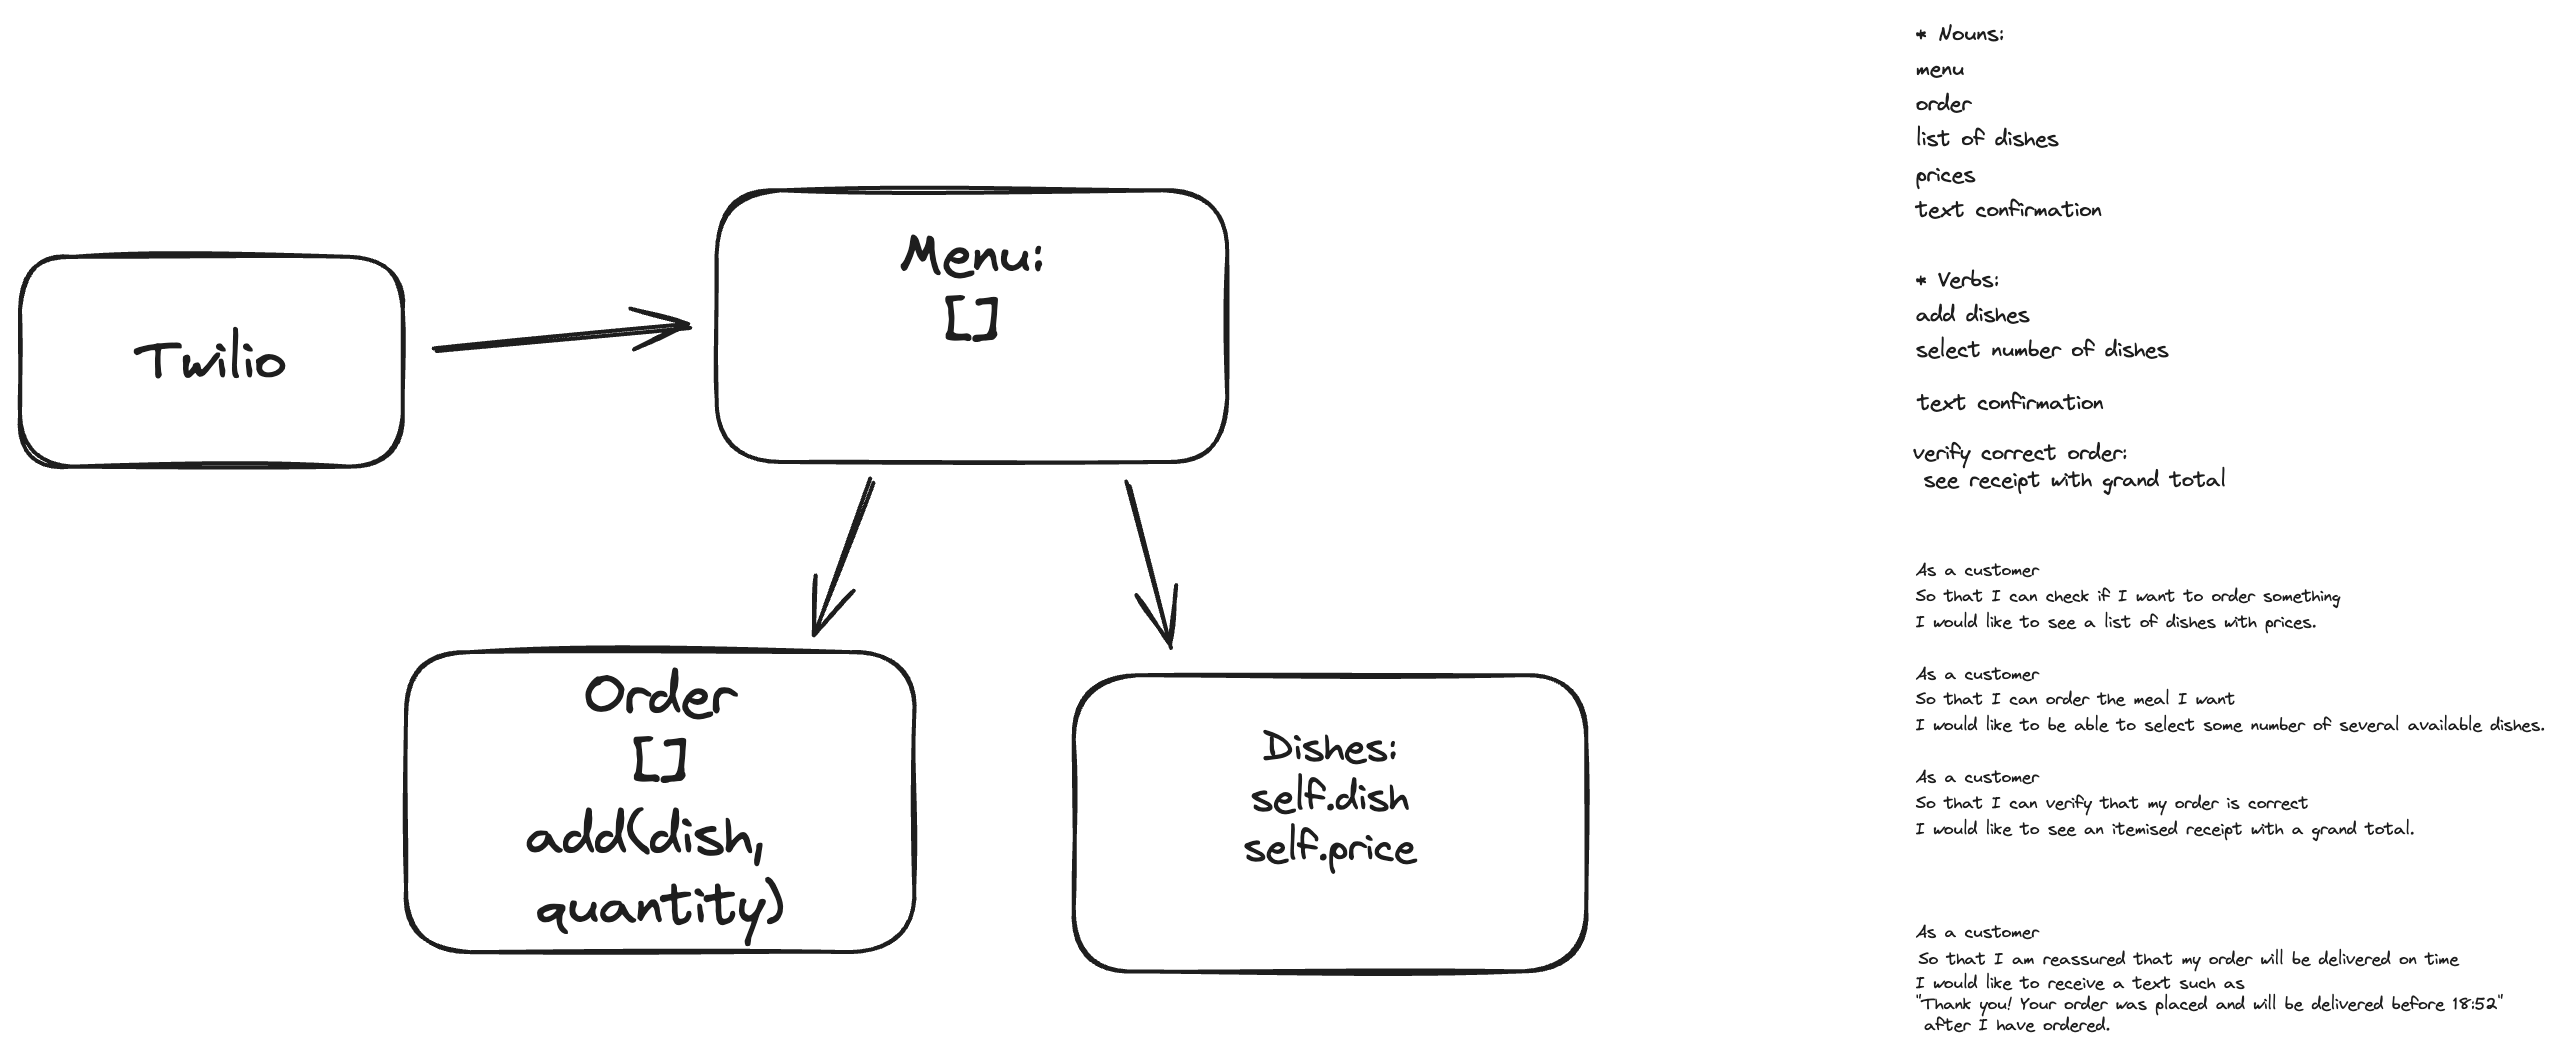 Twilio
Menu:
[]
Order
[]
add(dish,
quantity)
Dishes:
self.dish
self.price
* Nouns:
menu
order
list of dishes
prices
text confirmation
* Verbs:
add dishes
select number of dishes
text confirmation
verify correct order:
see receipt with grand total
As a customer
So that I can check if I want to order something
I would like to see a list of dishes with prices.
As a customer
So that I can order the meal I want
I would like to be able to select some number of several available dishes.
As a customer
So that I can verify that my order is correct
I would like to see an itemised receipt with a grand total.
As a customer
So that I am reassured that my order will be delivered on time
I would like to receive a text such as
"Thank you! Your order was placed and will be delivered before 18:52"
after I have ordered.